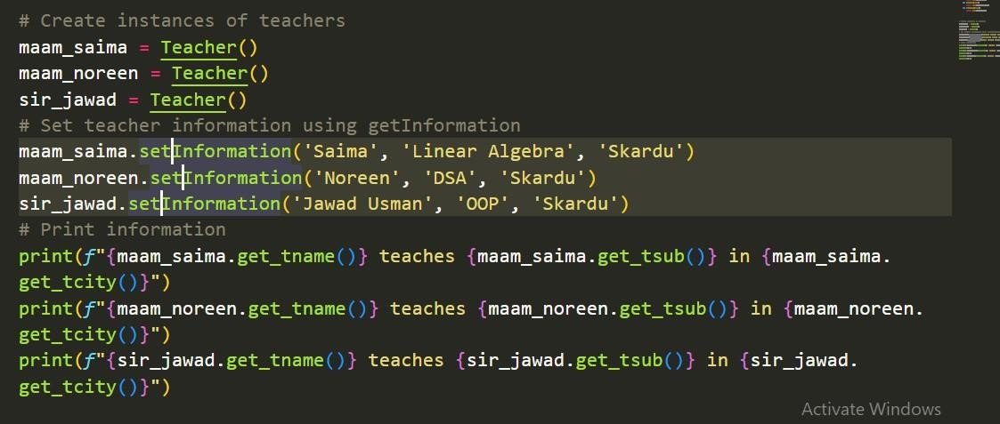 # Create instances of teachers
maam_saima = Teacher()
maam_noreen = Teacher()
sir_jawad = Teacher()
# Set teacher information using getInformation
maam_saima.setInformation('Saima', 'Linear Algebra', 'Skardu')
maam_noreen.setInformation('Noreen', 'DSA', 'Skardu')
sir_jawad.setInformation('Jawad Usman', 'OOP', 'Skardu')
# Print information
print(f"{maam_saima.get_tname()} teaches {maam_saima.get_tsub()} in {maam_saima.
get_tcity()}")
print(f"{maam_noreen.get_tname()} teaches {maam_noreen.get_tsub()} in {maam_noreen.
get_tcity()}")
print(f"{sir_jawad.get_tname()} teaches {sir_jawad.get_tsub()} in {sir_jawad.
get_tcity()}")
Activate Windows